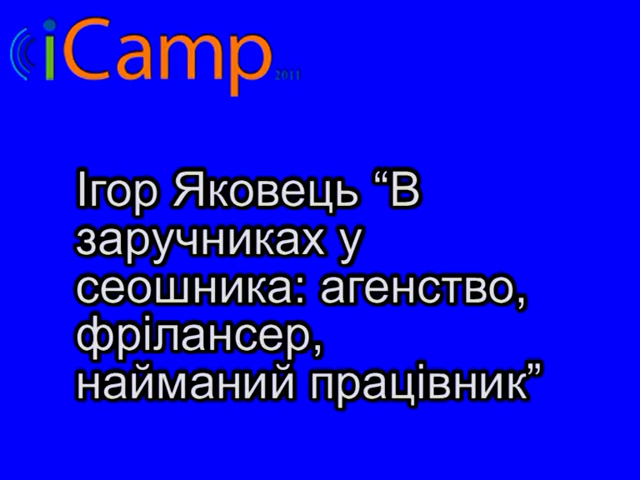 iCamp 2011
Ігор Яковець “В
заручниках у
сеошника: агенство,
фрілансер,
найманий працівник”